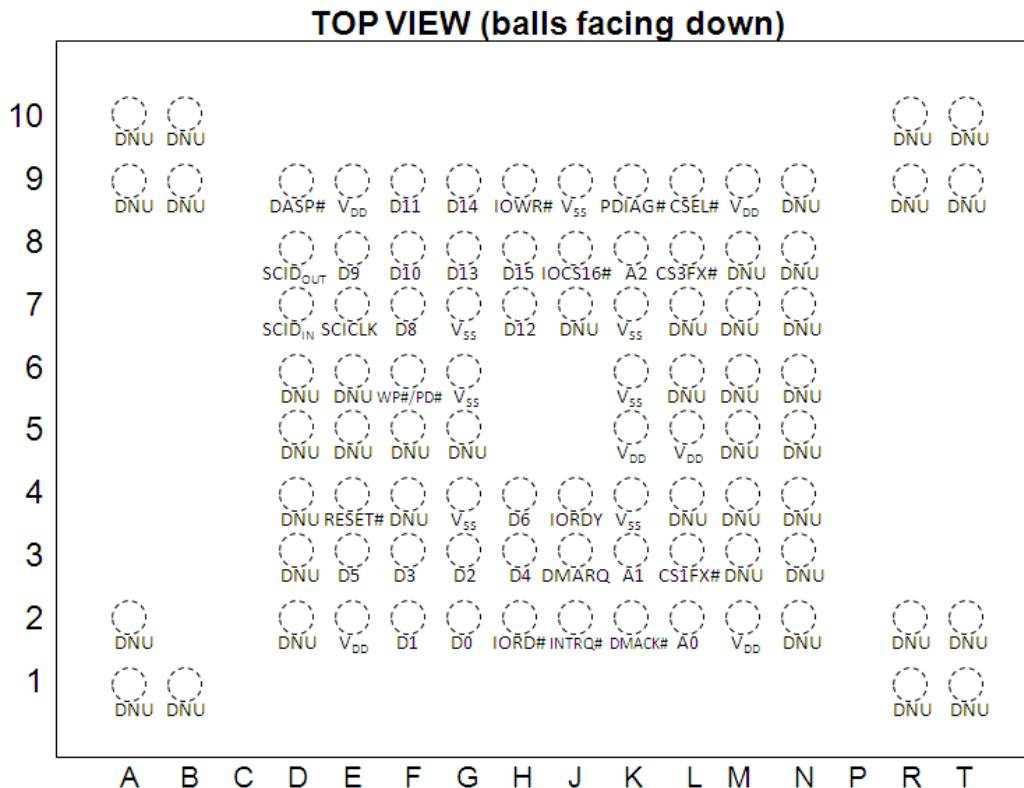 TOP VIEW (balls facing down)
10
DNU DNU DNU DNU
9
DNU DNU DASP# VDD D11 D14 IOWR# VSS PDIAG# CSEL# VDD DNU DNU DNU
8
SCIDOUT D9 D10 D13 D15 IOCS16# A2 CS3FX# DNU DNU
7
SCIDIN SCICLK D8 VSS D12 DNU VSS DNU DNU DNU
6
DNU DNU WP#/PD# VSS VSS DNU DNU DNU
5
DNU DNU DNU DNU VDD VDD DNU DNU
4
DNU RESET# DNU VSS D6 IORDY VSS DNU DNU DNU
3
DNU D5 D3 D2 D4 DMARQ A1 CS1FX# DNU DNU
2
DNU DNU VDD D1 D0 IORD# INTRQ# DMACK# A0 VDD DNU DNU DNU
1
DNU DNU DNU DNU
A B C D E F G H J K L M N P R T